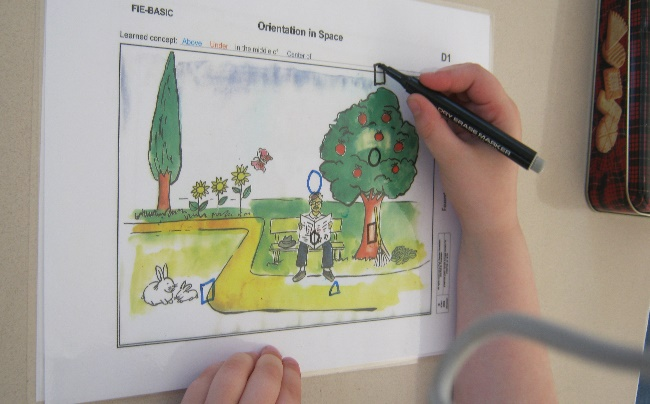 FIE-BASIC
Orientation in Space
Learned concept: Above Under in the middle of Center of
D1
DRY ERASE MARKER